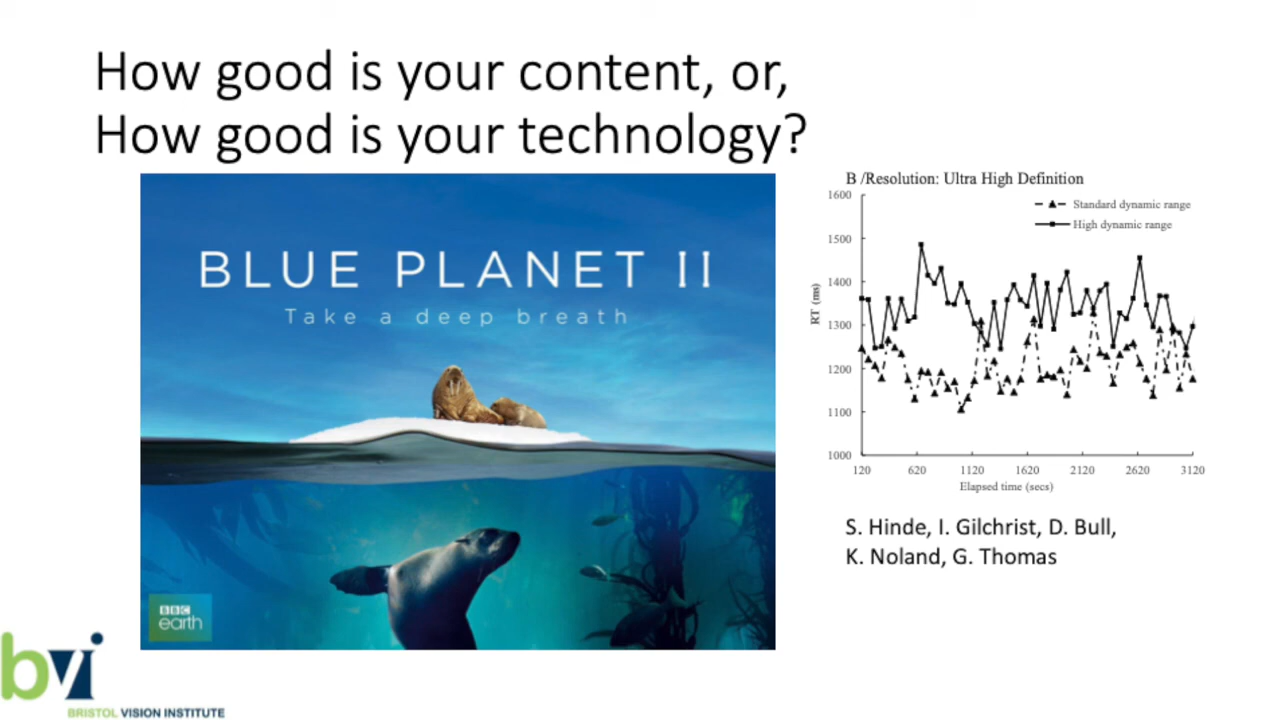 How good is your content, or,
How good is your technology?
BLUE PLANET II
Take a deep breath
BBC
earth
B /Resolution: Ultra High Definition
Standard dynamic range
High dynamic range
1600
1500
1400
1300
1200
1100
1000
RT (ms)
120 620 1120 1620 2120 2620 3120
Elapsed time (secs)
S. Hinde, I. Gilchrist, D. Bull,
K. Noland, G. Thomas
bvi
BRISTOL VISION INSTITUTE